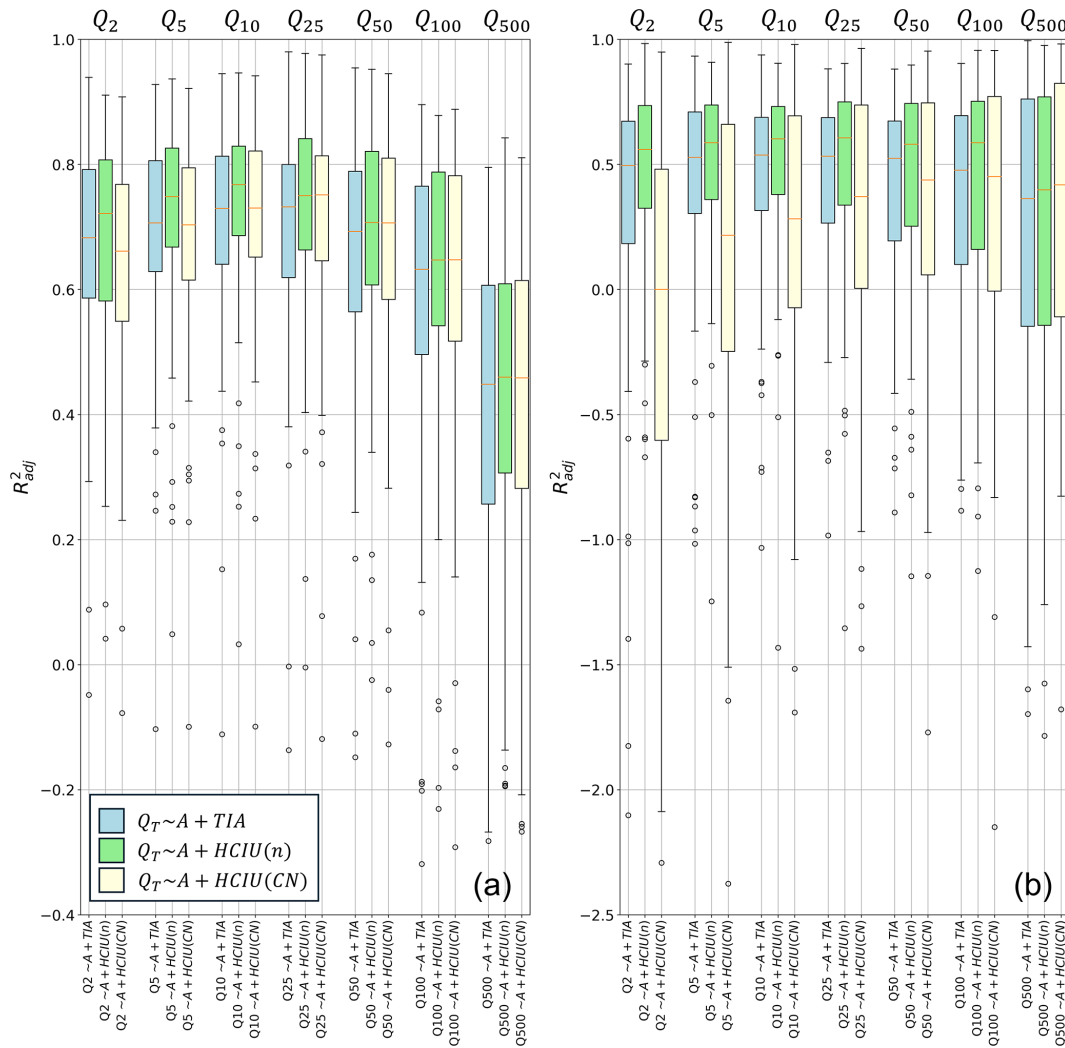 Q2 Q5 Q10 Q25 Q50 Q100 Q500
Q2 Q5 Q10 Q25 Q50 Q100 Q500
1.0
0.8
0.6
0.4
0.2
0.0
−0.2
−0.4
R²adj
QT~A + TIA
QT~A + HCIU(n)
QT~A + HCIU(CN)
(a)
Q2 ~A + TIA
Q2 ~A + HCIU(n)
Q2 ~A + HCIU(CN)
Q5 ~A + TIA
Q5 ~A + HCIU(n)
Q5 ~A + HCIU(CN)
Q10 ~A + TIA
Q10 ~A + HCIU(n)
Q10 ~A + HCIU(CN)
Q25 ~A + TIA
Q25 ~A + HCIU(n)
Q25 ~A + HCIU(CN)
Q50 ~A + TIA
Q50 ~A + HCIU(n)
Q50 ~A + HCIU(CN)
Q100 ~A + TIA
Q100 ~A + HCIU(n)
Q100 ~A + HCIU(CN)
Q500 ~A + TIA
Q500 ~A + HCIU(n)
Q500 ~A + HCIU(CN)
1.0
0.5
0.0
−0.5
−1.0
−1.5
−2.0
−2.5
R²adj
(b)
Q2 ~A + TIA
Q2 ~A + HCIU(n)
Q2 ~A + HCIU(CN)
Q5 ~A + TIA
Q5 ~A + HCIU(n)
Q5 ~A + HCIU(CN)
Q10 ~A + TIA
Q10 ~A + HCIU(n)
Q10 ~A + HCIU(CN)
Q25 ~A + TIA
Q25 ~A + HCIU(n)
Q25 ~A + HCIU(CN)
Q50 ~A + TIA
Q50 ~A + HCIU(n)
Q50 ~A + HCIU(CN)
Q100 ~A + TIA
Q100 ~A + HCIU(n)
Q100 ~A + HCIU(CN)
Q500 ~A + TIA
Q500 ~A + HCIU(n)
Q500 ~A + HCIU(CN)